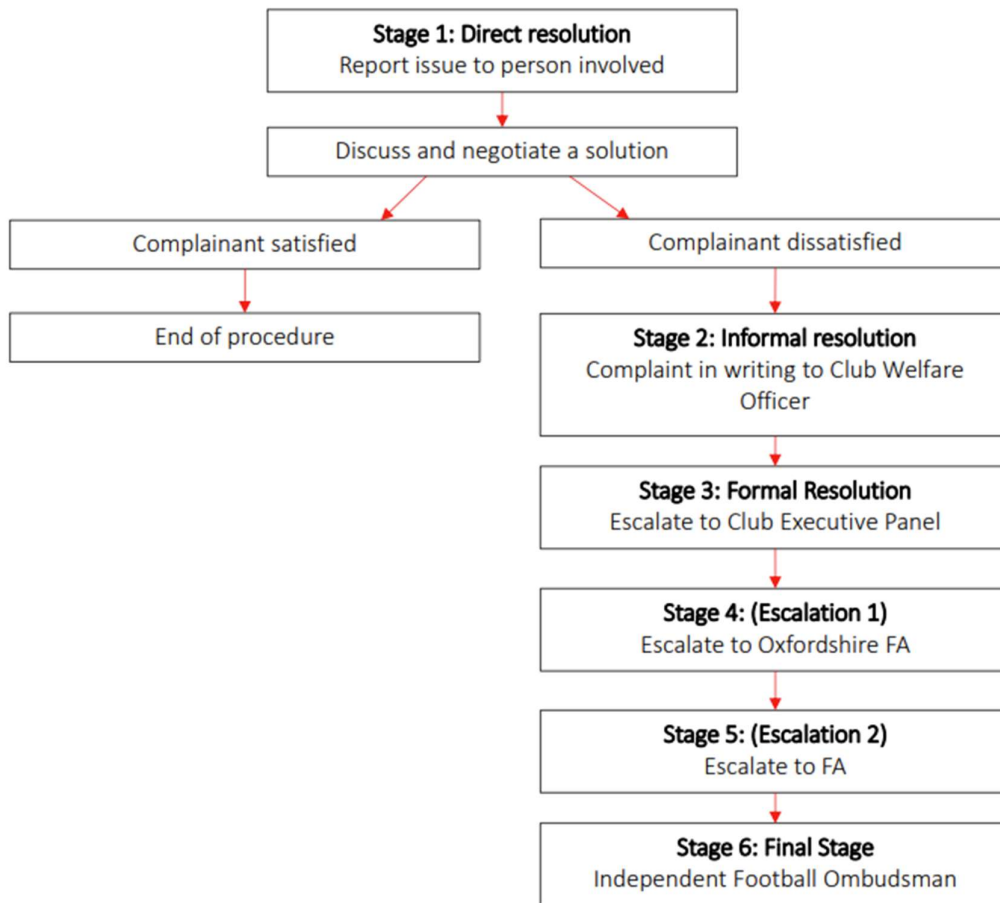 Stage 1: Direct resolution
Report issue to person involved
Discuss and negotiate a solution
Complainant satisfied
Complainant dissatisfied
End of procedure
Stage 2: Informal resolution
Complaint in writing to Club Welfare
Officer
Stage 3: Formal Resolution
Escalate to Club Executive Panel
Stage 4: (Escalation 1)
Escalate to Oxfordshire FA
Stage 5: (Escalation 2)
Escalate to FA
Stage 6: Final Stage
Independent Football Ombudsman